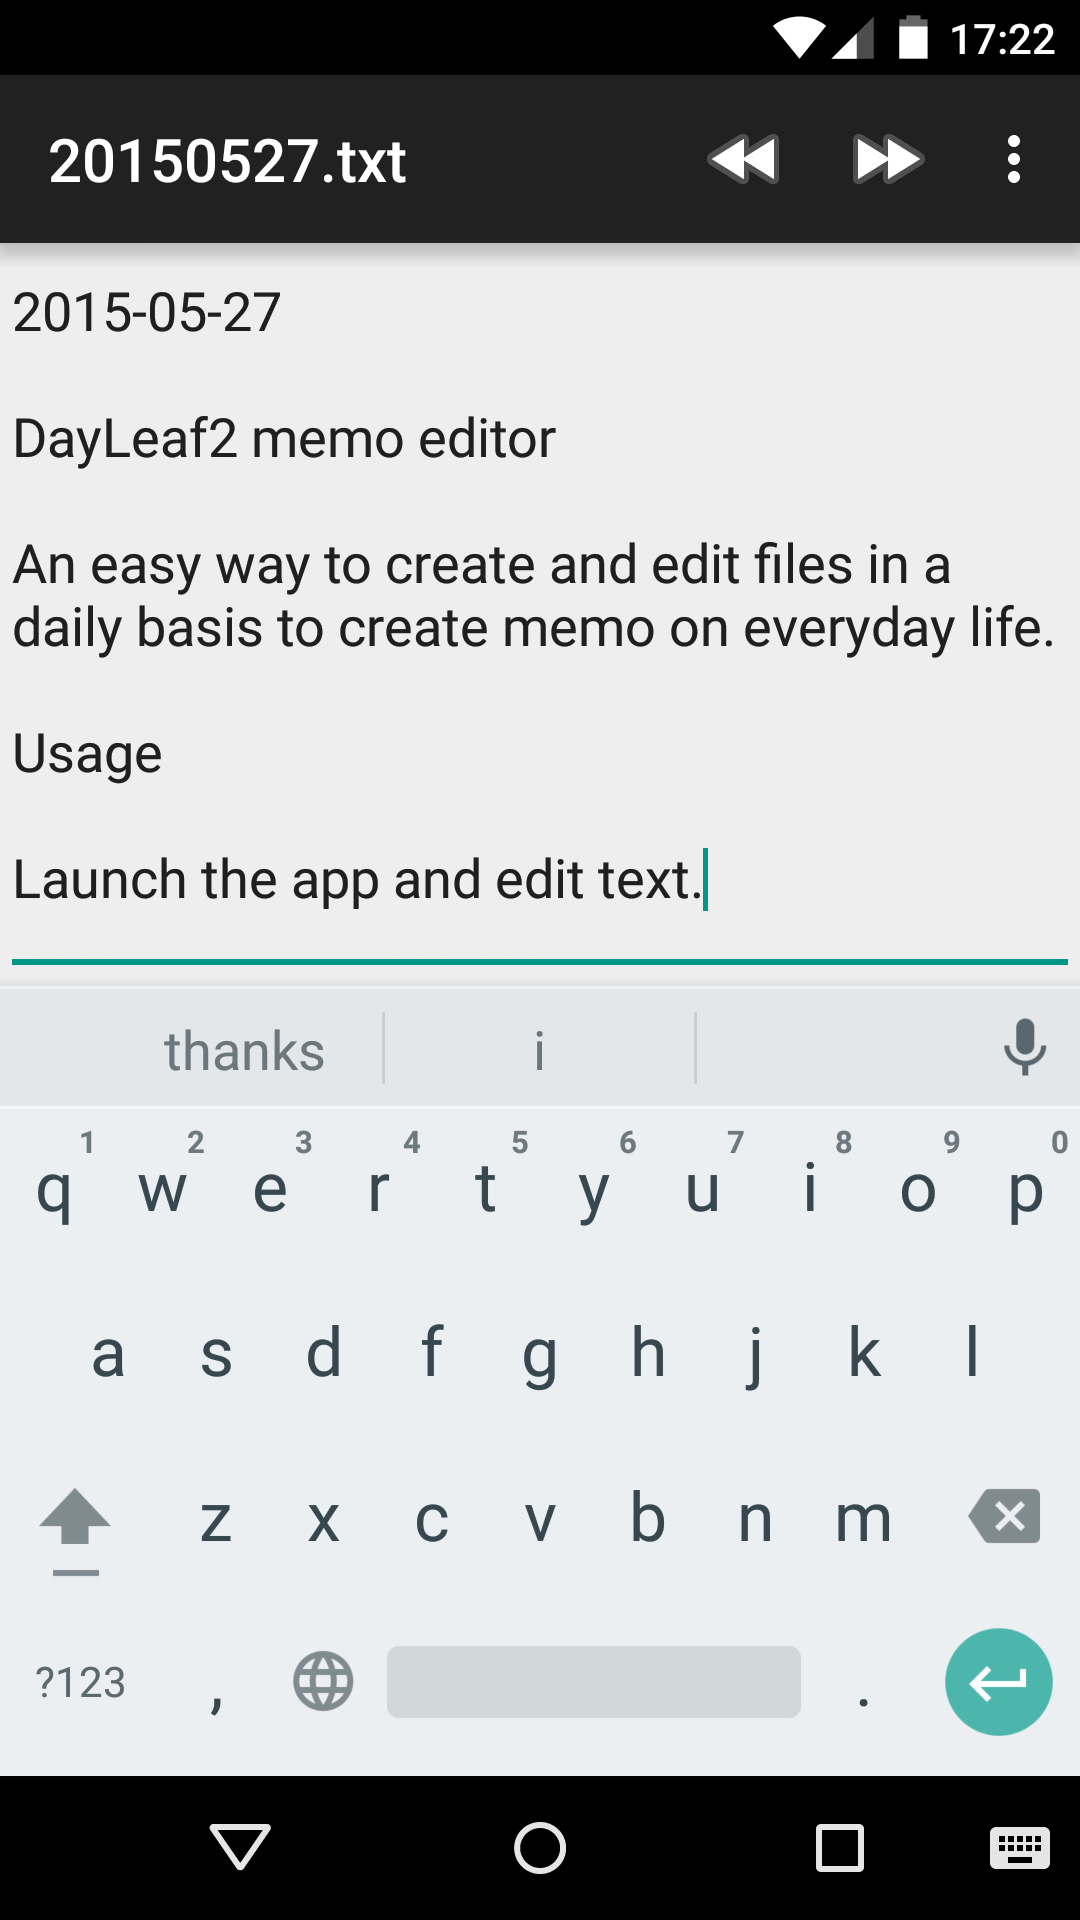 17:22
20150527.txt
2015-05-27
DayLeaf2 memo editor
An easy way to create and edit files in a
daily basis to create memo on everyday life.
Usage
Launch the app and edit text.
thanks i
1 2 3 4 5 6 7 8 9 0
q w e r t y u i o p
a s d f g h j k l
z x c v b n m
?123 , .